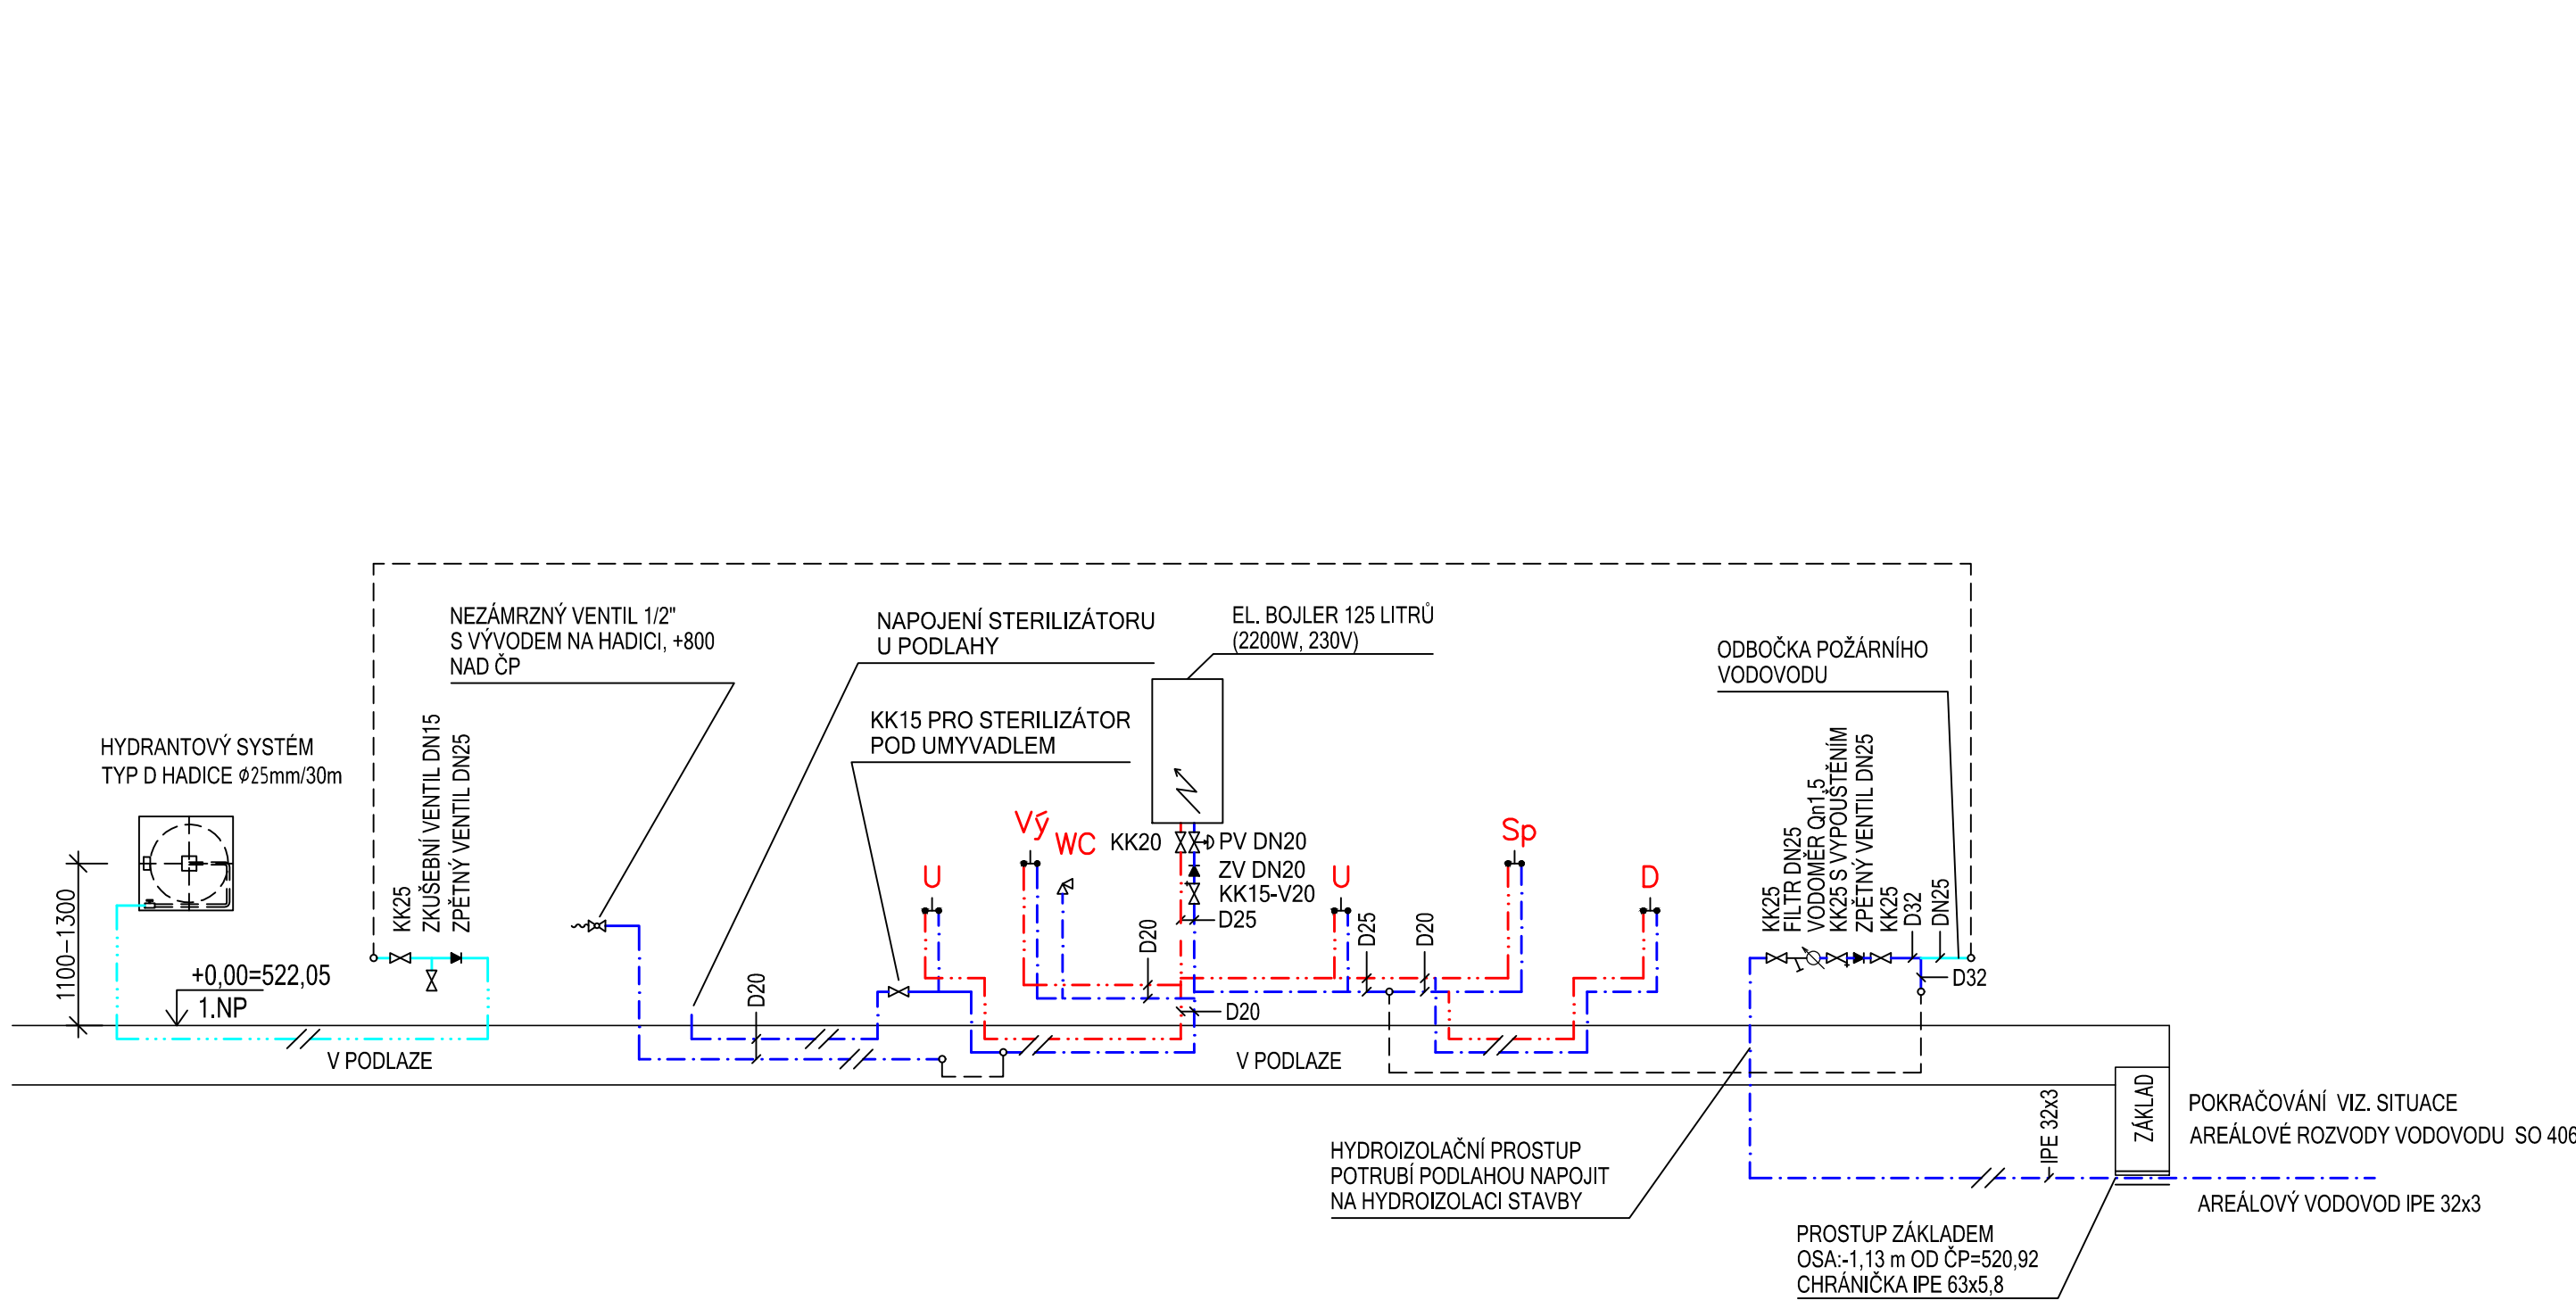 NEZÁMRZNÝ VENTIL 1/2"
S VÝVODEM NA HADICI, +800
NAD ČP
NAPOJENÍ STERILIZÁTORU
U PODLAHY
EL. BOJLER 125 LITRŮ
(2200W, 230V)
ODBOČKA POŽÁRNÍHO
VODOVODU
KK15 PRO STERILIZÁTOR
POD UMYVADLEM
HYDRANTOVÝ SYSTÉM
TYP D HADICE ϕ25mm/30m
KK25
ZKUŠEBNÍ VENTIL DN15
ZPĚTNÝ VENTIL DN25
1100-1300
+0,00=522,05
1.NP
V PODLAZE
D20
U
Vý
WC
KK20
PV DN20
ZV DN20
KK15-V20
D25
D20
D20
U
D25
D20
Sp
D
V PODLAZE
KK25
FILTR DN25
VODOMĚR Qn1,5
KK25 S VYPOUŠTĚNÍM
ZPĚTNÝ VENTIL DN25
KK25
D32
DN25
D32
HYDROIZOLAČNÍ PROSTUP
POTRUBÍ PODLAHOU NAPOJIT
NA HYDROIZOLACI STAVBY
IPE 32x3
ZÁKLAD
POKRAČOVÁNÍ VIZ. SITUACE
AREÁLOVÉ ROZVODY VODOVODU SO 406
AREÁLOVÝ VODOVOD IPE 32x3
PROSTUP ZÁKLADEM
OSA:-1,13 m OD ČP=520,92
CHRÁNIČKA IPE 63x5,8